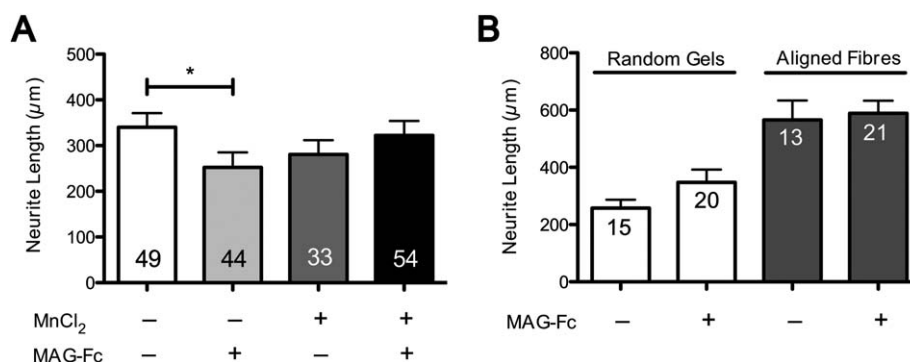 A
Neurite Length (µm)
500
400
300
200
100
0
*
49
44
33
54
MnCl₂ – – + +
MAG-Fc – + – +
B
Neurite Length (µm)
800
600
400
200
0
Random Gels
Aligned Fibres
15
20
13
21
MAG-Fc – + – +